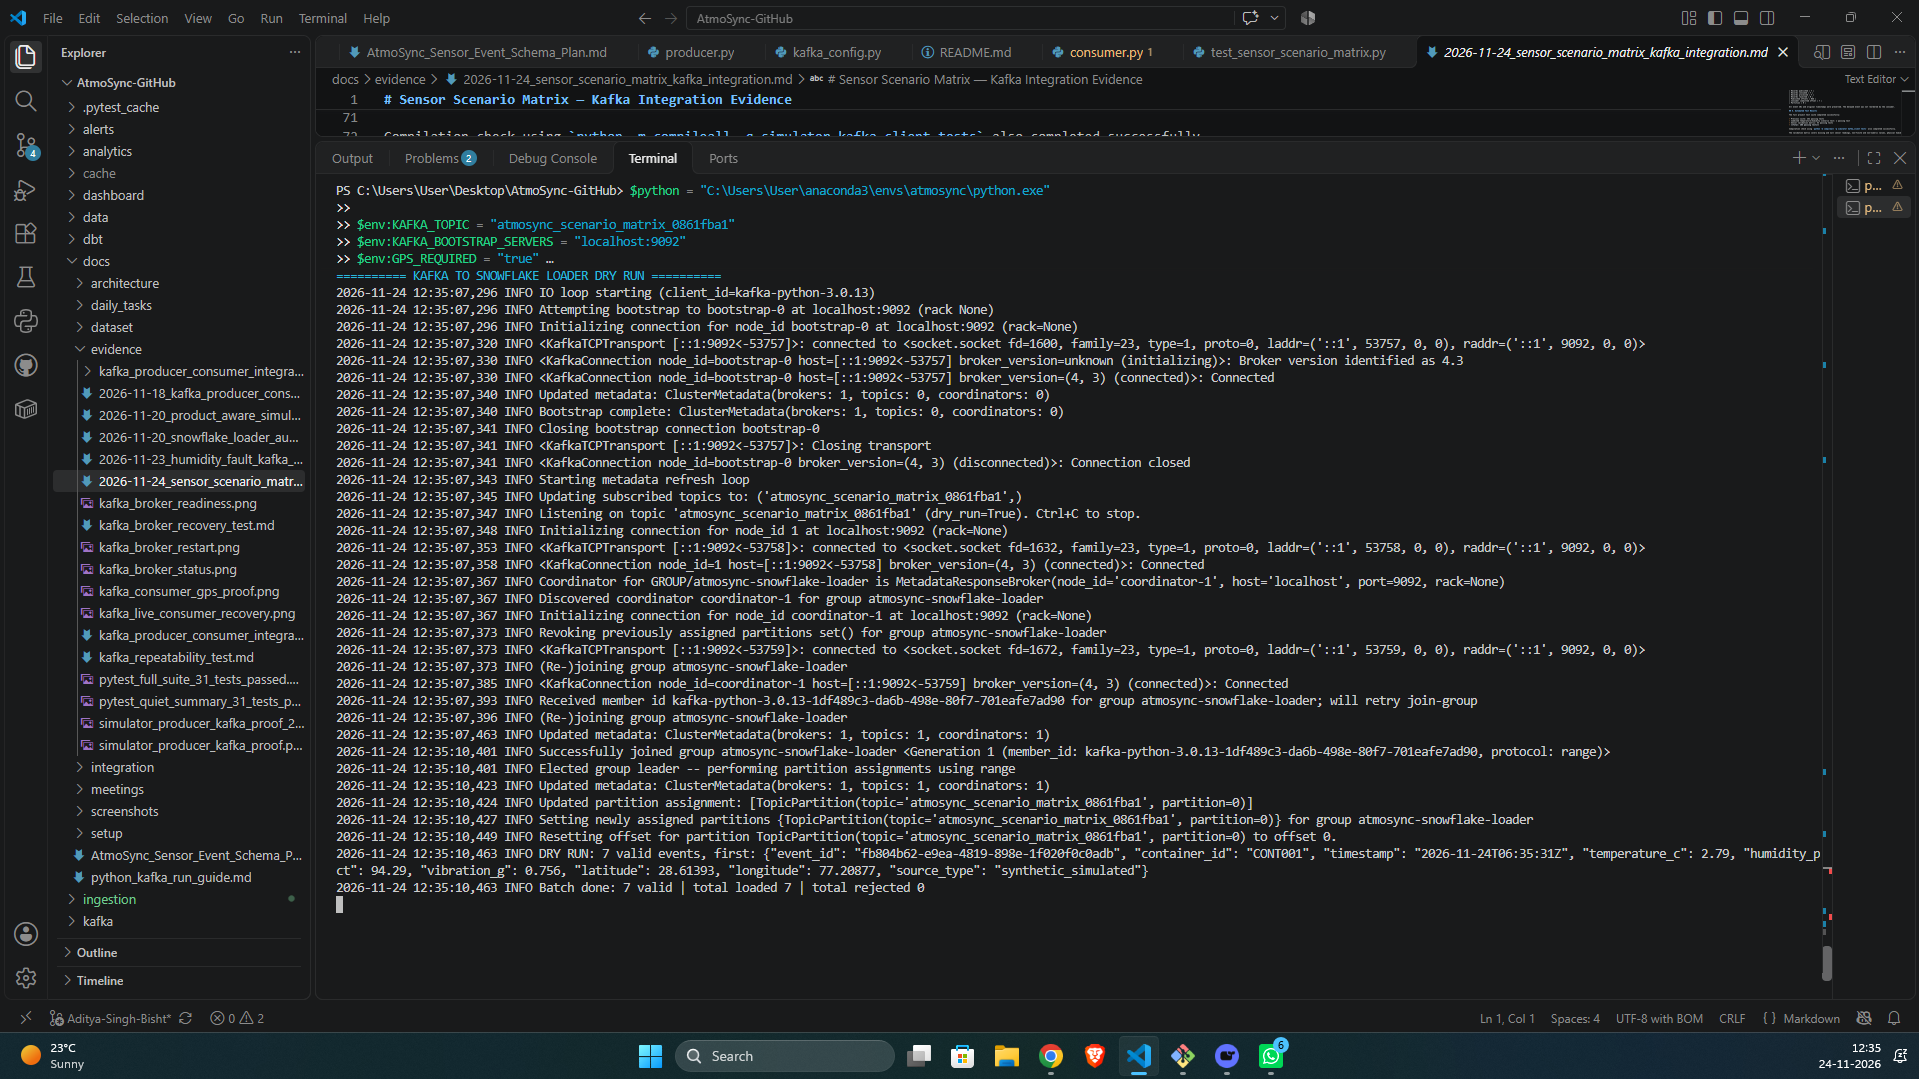 File Edit Selection View Go Run Terminal Help
AtmoSync-GitHub
Explorer
AtmoSync_Sensor_Event_Schema_Plan.md producer.py kafka_config.py README.md consumer.py 1 test_sensor_scenario_matrix.py 2026-11-24_sensor_scenario_matrix_kafka_integration.md
docs > evidence > 2026-11-24_sensor_scenario_matrix_kafka_integration.md > abc # Sensor Scenario Matrix — Kafka Integration Evidence
Text Editor
1 # Sensor Scenario Matrix — Kafka Integration Evidence
71
72 Compilation check using `python -m compileall -q simulator kafka_client tests` also completed successfully.
Output Problems 2 Debug Console Terminal Ports
AtmoSync-GitHub
.pytest_cache
alerts
analytics
cache
dashboard
data
dbt
docs
architecture
daily_tasks
dataset
evidence
kafka_producer_consumer_integra...
2026-11-18_kafka_producer_cons...
2026-11-20_product_aware_simul...
2026-11-20_snowflake_loader_au...
2026-11-23_humidity_fault_kafka_...
2026-11-24_sensor_scenario_matr...
kafka_broker_readiness.png
kafka_broker_recovery_test.md
kafka_broker_restart.png
kafka_broker_status.png
kafka_consumer_gps_proof.png
kafka_live_consumer_recovery.png
kafka_producer_consumer_integra...
kafka_repeatability_test.md
pytest_full_suite_31_tests_passed....
pytest_quiet_summary_31_tests_p...
simulator_producer_kafka_proof_2...
simulator_producer_kafka_proof.p...
integration
meetings
screenshots
setup
AtmoSync_Sensor_Event_Schema_P...
python_kafka_run_guide.md
ingestion
kafka
Outline
Timeline
PS C:\Users\User\Desktop\AtmoSync-GitHub> $python = "C:\Users\User\anaconda3\envs\atmosync\python.exe"
>>
>> $env:KAFKA_TOPIC = "atmosync_scenario_matrix_0861fba1"
>> $env:KAFKA_BOOTSTRAP_SERVERS = "localhost:9092"
>> $env:GPS_REQUIRED = "true" …
========== KAFKA TO SNOWFLAKE LOADER DRY RUN ==========
2026-11-24 12:35:07,296 INFO IO loop starting (client_id=kafka-python-3.0.13)
2026-11-24 12:35:07,296 INFO Attempting bootstrap to bootstrap-0 at localhost:9092 (rack None)
2026-11-24 12:35:07,296 INFO Initializing connection for node_id bootstrap-0 at localhost:9092 (rack=None)
2026-11-24 12:35:07,320 INFO <KafkaTCPTransport [::1:9092<-53757]>: connected to <socket.socket fd=1600, family=23, type=1, proto=0, laddr=('::1', 53757, 0, 0), raddr=('::1', 9092, 0, 0)>
2026-11-24 12:35:07,330 INFO <KafkaConnection node_id=bootstrap-0 host=[::1:9092<-53757] broker_version=unknown (initializing)>: Broker version identified as 4.3
2026-11-24 12:35:07,330 INFO <KafkaConnection node_id=bootstrap-0 host=[::1:9092<-53757] broker_version=(4, 3) (connected)>: Connected
2026-11-24 12:35:07,340 INFO Updated metadata: ClusterMetadata(brokers: 1, topics: 0, coordinators: 0)
2026-11-24 12:35:07,340 INFO Bootstrap complete: ClusterMetadata(brokers: 1, topics: 0, coordinators: 0)
2026-11-24 12:35:07,341 INFO Closing bootstrap connection bootstrap-0
2026-11-24 12:35:07,341 INFO <KafkaTCPTransport [::1:9092<-53757]>: Closing transport
2026-11-24 12:35:07,341 INFO <KafkaConnection node_id=bootstrap-0 broker_version=(4, 3) (disconnected)>: Connection closed
2026-11-24 12:35:07,343 INFO Starting metadata refresh loop
2026-11-24 12:35:07,345 INFO Updating subscribed topics to: ('atmosync_scenario_matrix_0861fba1',)
2026-11-24 12:35:07,347 INFO Listening on topic 'atmosync_scenario_matrix_0861fba1' (dry_run=True). Ctrl+C to stop.
2026-11-24 12:35:07,348 INFO Initializing connection for node_id 1 at localhost:9092 (rack=None)
2026-11-24 12:35:07,353 INFO <KafkaTCPTransport [::1:9092<-53758]>: connected to <socket.socket fd=1632, family=23, type=1, proto=0, laddr=('::1', 53758, 0, 0), raddr=('::1', 9092, 0, 0)>
2026-11-24 12:35:07,358 INFO <KafkaConnection node_id=1 host=[::1:9092<-53758] broker_version=(4, 3) (connected)>: Connected
2026-11-24 12:35:07,367 INFO Coordinator for GROUP/atmosync-snowflake-loader is MetadataResponseBroker(node_id='coordinator-1', host='localhost', port=9092, rack=None)
2026-11-24 12:35:07,367 INFO Discovered coordinator coordinator-1 for group atmosync-snowflake-loader
2026-11-24 12:35:07,367 INFO Initializing connection for node_id coordinator-1 at localhost:9092 (rack=None)
2026-11-24 12:35:07,373 INFO Revoking previously assigned partitions set() for group atmosync-snowflake-loader
2026-11-24 12:35:07,373 INFO <KafkaTCPTransport [::1:9092<-53759]>: connected to <socket.socket fd=1672, family=23, type=1, proto=0, laddr=('::1', 53759, 0, 0), raddr=('::1', 9092, 0, 0)>
2026-11-24 12:35:07,373 INFO (Re-)joining group atmosync-snowflake-loader
2026-11-24 12:35:07,385 INFO <KafkaConnection node_id=coordinator-1 host=[::1:9092<-53759] broker_version=(4, 3) (connected)>: Connected
2026-11-24 12:35:07,393 INFO Received member id kafka-python-3.0.13-1df489c3-da6b-498e-80f7-701eafe7ad90 for group atmosync-snowflake-loader; will retry join-group
2026-11-24 12:35:07,396 INFO (Re-)joining group atmosync-snowflake-loader
2026-11-24 12:35:07,463 INFO Updated metadata: ClusterMetadata(brokers: 1, topics: 1, coordinators: 1)
2026-11-24 12:35:10,401 INFO Successfully joined group atmosync-snowflake-loader <Generation 1 (member_id: kafka-python-3.0.13-1df489c3-da6b-498e-80f7-701eafe7ad90, protocol: range)>
2026-11-24 12:35:10,401 INFO Elected group leader -- performing partition assignments using range
2026-11-24 12:35:10,423 INFO Updated metadata: ClusterMetadata(brokers: 1, topics: 1, coordinators: 1)
2026-11-24 12:35:10,424 INFO Updated partition assignment: [TopicPartition(topic='atmosync_scenario_matrix_0861fba1', partition=0)]
2026-11-24 12:35:10,427 INFO Setting newly assigned partitions {TopicPartition(topic='atmosync_scenario_matrix_0861fba1', partition=0)} for group atmosync-snowflake-loader
2026-11-24 12:35:10,449 INFO Resetting offset for partition TopicPartition(topic='atmosync_scenario_matrix_0861fba1', partition=0) to offset 0.
2026-11-24 12:35:10,463 INFO DRY RUN: 7 valid events, first: {"event_id": "fb804b62-e9ea-4819-898e-1f020f0c0adb", "container_id": "CONT001", "timestamp": "2026-11-24T06:35:31Z", "temperature_c": 2.79, "humidity_p
ct": 94.29, "vibration_g": 0.756, "latitude": 28.61393, "longitude": 77.20877, "source_type": "synthetic_simulated"}
2026-11-24 12:35:10,463 INFO Batch done: 7 valid | total loaded 7 | total rejected 0
p...
p...
4
Aditya-Singh-Bisht* 0 2
Ln 1, Col 1 Spaces: 4 UTF-8 with BOM CRLF { } Markdown
23°C
Sunny
Search
6
12:35
24-11-2026